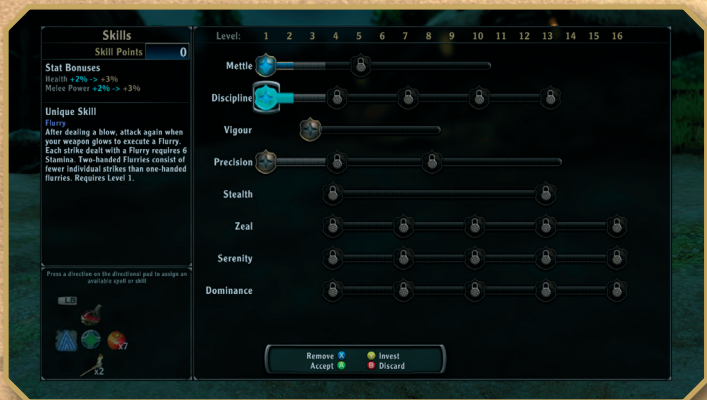 Skills
Skill Points 0
Stat Bonuses
Health +2% -> +3%
Melee Power +2% -> +3%
Unique Skill
Flurry
After dealing a blow, attack again when
your weapon glows to execute a Flurry.
Each strike dealt with a Flurry requires 6
Stamina. Two-handed Flurries consist of
fewer individual strikes than one-handed
flurries. Requires Level 1.
Press a direction on the directional pad to assign an
available spell or skill
LB
x7
x2
Level: 1 2 3 4 5 6 7 8 9 10 11 12 13 14 15 16
Mettle
Discipline
Vigour
Precision
Stealth
Zeal
Serenity
Dominance
Remove X Y Invest
Accept A B Discard